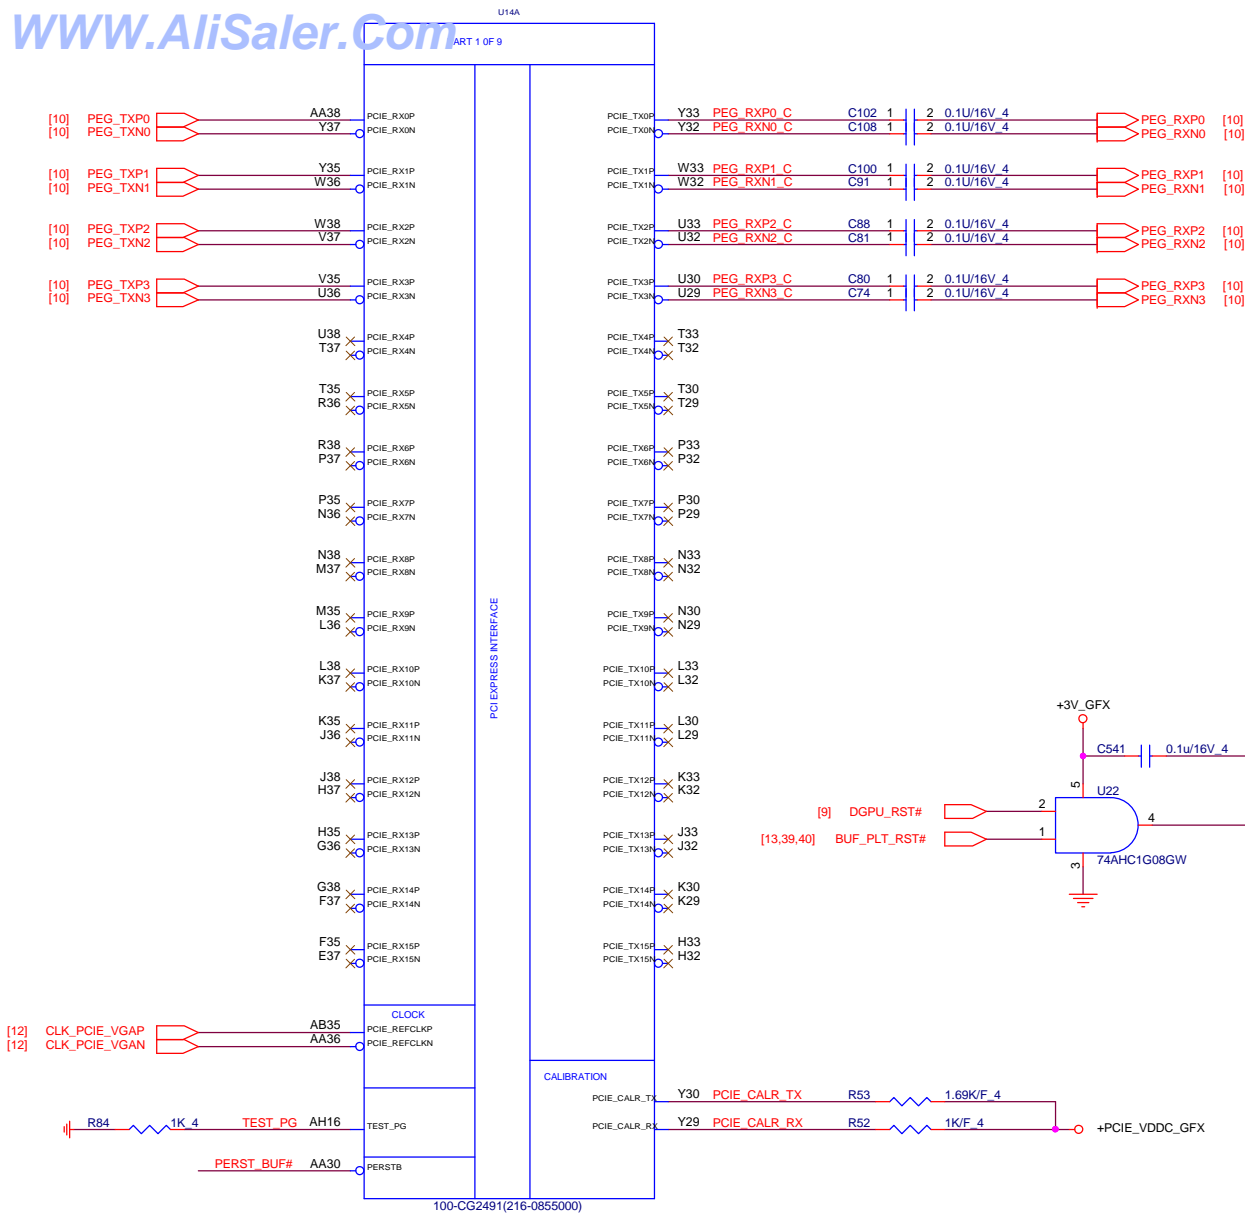 U14A
WWW.AliSaler.Com
ART 1 0F 9
[10] PEG_TXP0 AA38 PCIE_RX0P PCIE_TX0P Y33 PEG_RXP0_C C102 1 2 0.1U/16V_4 PEG_RXP0 [10]
[10] PEG_TXN0 Y37 PCIE_RX0N PCIE_TX0N Y32 PEG_RXN0_C C108 1 2 0.1U/16V_4 PEG_RXN0 [10]
[10] PEG_TXP1 Y35 PCIE_RX1P PCIE_TX1P W33 PEG_RXP1_C C100 1 2 0.1U/16V_4 PEG_RXP1 [10]
[10] PEG_TXN1 W36 PCIE_RX1N PCIE_TX1N W32 PEG_RXN1_C C91 1 2 0.1U/16V_4 PEG_RXN1 [10]
[10] PEG_TXP2 W38 PCIE_RX2P PCIE_TX2P U33 PEG_RXP2_C C88 1 2 0.1U/16V_4 PEG_RXP2 [10]
[10] PEG_TXN2 V37 PCIE_RX2N PCIE_TX2N U32 PEG_RXN2_C C81 1 2 0.1U/16V_4 PEG_RXN2 [10]
[10] PEG_TXP3 V35 PCIE_RX3P PCIE_TX3P U30 PEG_RXP3_C C80 1 2 0.1U/16V_4 PEG_RXP3 [10]
[10] PEG_TXN3 U36 PCIE_RX3N PCIE_TX3N U29 PEG_RXN3_C C74 1 2 0.1U/16V_4 PEG_RXN3 [10]
U38 PCIE_RX4P PCIE_TX4P T33
T37 PCIE_RX4N PCIE_TX4N T32
T35 PCIE_RX5P PCIE_TX5P T30
R36 PCIE_RX5N PCIE_TX5N T29
R38 PCIE_RX6P PCIE_TX6P P33
P37 PCIE_RX6N PCIE_TX6N P32
P35 PCIE_RX7P PCIE_TX7P P30
N36 PCIE_RX7N PCIE_TX7N P29
N38 PCIE_RX8P PCIE_TX8P N33
M37 PCIE_RX8N PCIE_TX8N N32
M35 PCIE_RX9P PCIE_TX9P N30
L36 PCIE_RX9N PCIE_TX9N N29
PCI EXPRESS INTERFACE
L38 PCIE_RX10P PCIE_TX10P L33
K37 PCIE_RX10N PCIE_TX10N L32
K35 PCIE_RX11P PCIE_TX11P L30
J36 PCIE_RX11N PCIE_TX11N L29
J38 PCIE_RX12P PCIE_TX12P K33
H37 PCIE_RX12N PCIE_TX12N K32
H35 PCIE_RX13P PCIE_TX13P J33
G36 PCIE_RX13N PCIE_TX13N J32
G38 PCIE_RX14P PCIE_TX14P K30
F37 PCIE_RX14N PCIE_TX14N K29
F35 PCIE_RX15P PCIE_TX15P H33
E37 PCIE_RX15N PCIE_TX15N H32
+3V_GFX
C541 0.1u/16V_4
5 U22
[9] DGPU_RST# 2
4
[13,39,40] BUF_PLT_RST# 1
3 74AHC1G08GW
CLOCK
[12] CLK_PCIE_VGAP AB35 PCIE_REFCLKP
[12] CLK_PCIE_VGAN AA36 PCIE_REFCLKN
CALIBRATION
PCIE_CALR_TX Y30 PCIE_CALR_TX R53 1.69K/F_4
R84 1K_4 TEST_PG AH16 TEST_PG PCIE_CALR_RX Y29 PCIE_CALR_RX R52 1K/F_4 +PCIE_VDDC_GFX
PERST_BUF# AA30 PERSTB
100-CG2491(216-0855000)